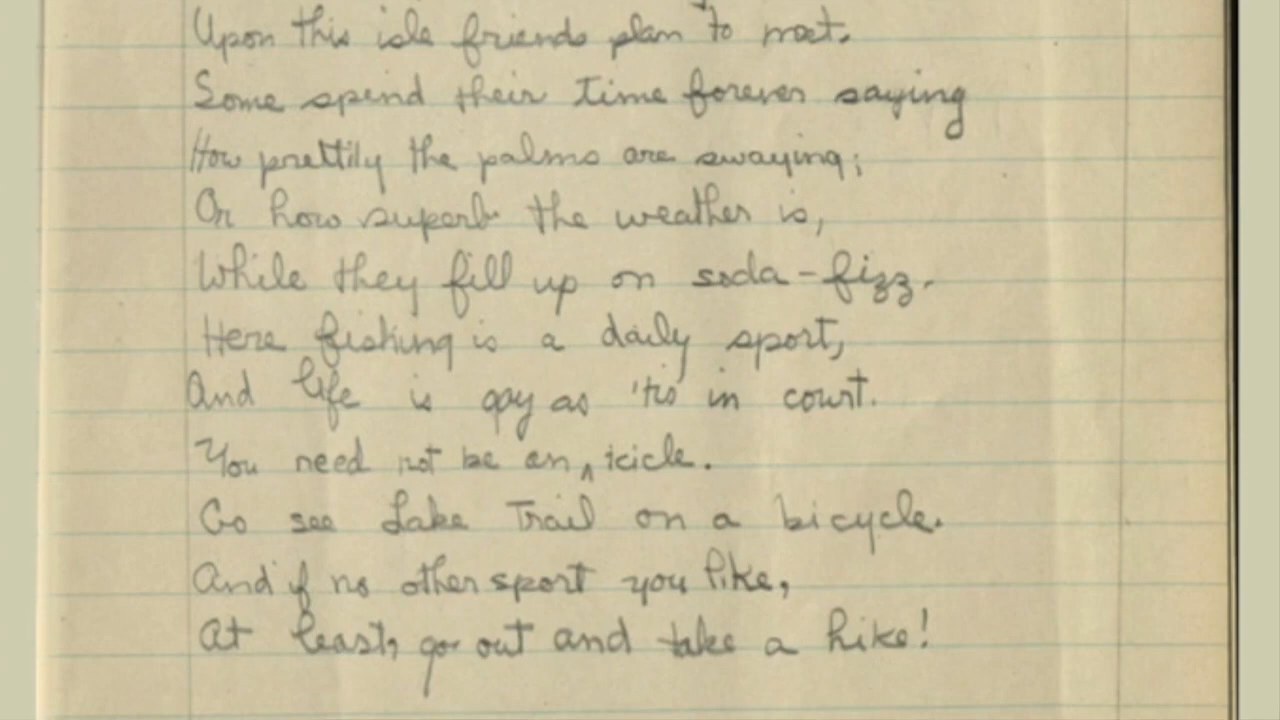 Upon this isle friends plan to meet.
Some spend their time forever saying
How prettily the palms are swaying;
Or how superb the weather is,
While they fill up on soda-fizz.
Here fishing is a daily sport,
And life is gay as 'tis in court.
You need not be an ‸ icicle.
Go see Lake Trail on a bicycle.
And if no other sport you like,
At least, go out and take a hike!